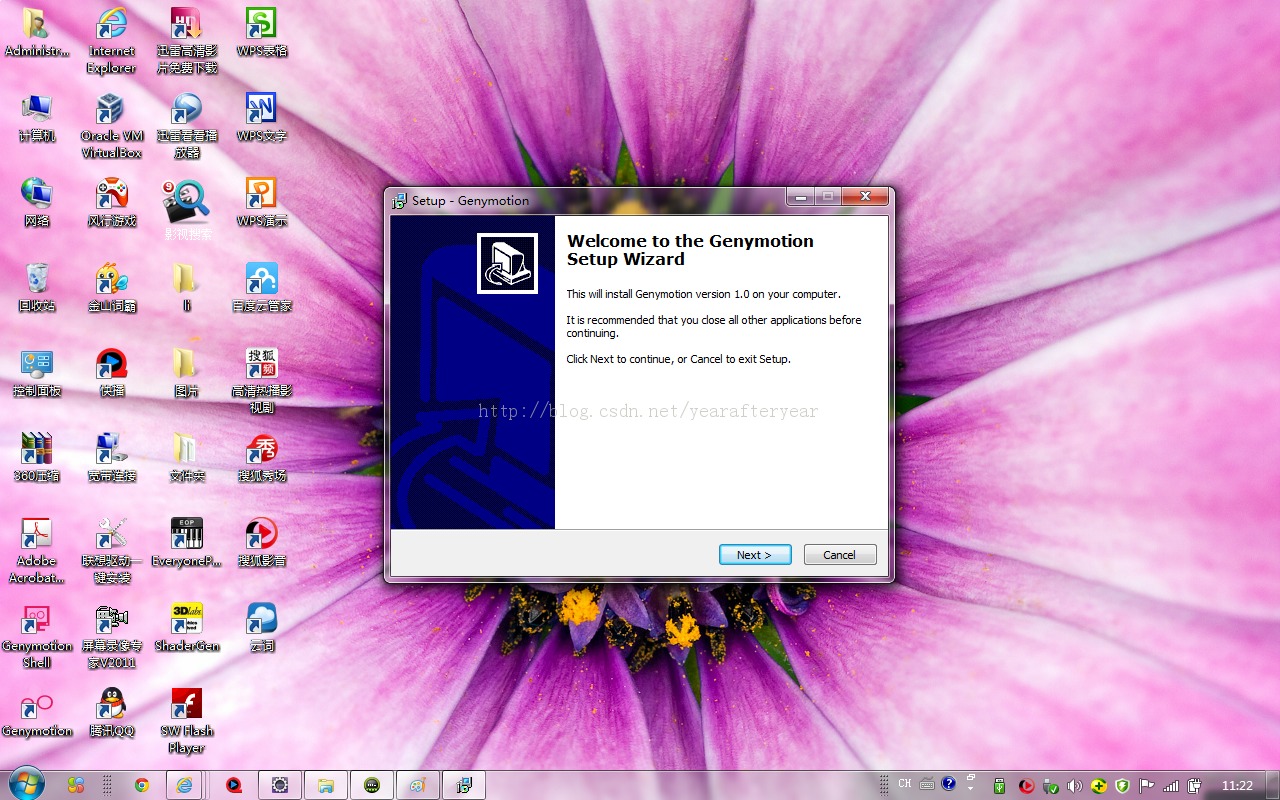 Administr...
Internet
Explorer
迅雷高清影
片免费下载
WPS表格
计算机
Oracle VM
VirtualBox
迅雷看看播
放器
WPS文字
网络
风行游戏
影视搜索
WPS演示
回收站
金山词霸
li
百度云管家
控制面板
快播
图片
搜狐
视频
高清热播影
视剧
360压缩
宽带连接
文件夹
搜狐秀场
Adobe
Acrobat...
联想驱动一
键安装
EOP
EveryoneP...
搜狐影音
Genymotion
Shell
屏幕录像专
家V2011
3Dlabs
ShaderGen
云词
Genymotion
腾讯QQ
SW Flash
Player
Setup - Genymotion
Welcome to the Genymotion
Setup Wizard
This will install Genymotion version 1.0 on your computer.
It is recommended that you close all other applications before
continuing.
Click Next to continue, or Cancel to exit Setup.
http://blog.csdn.net/yearafteryear
Next >
Cancel
CH
11:22